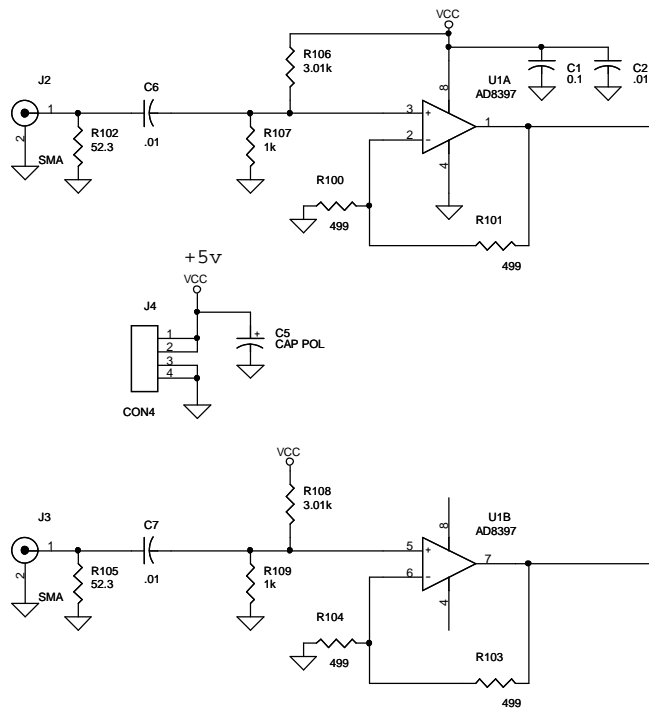 VCC
R106
3.01k
C1
0.1
C2
.01
U1A
AD8397
8
J2
1
2
SMA
R102
52.3
C6
.01
R107
1k
3
+
2
−
1
4
R100
499
R101
499
+5v
VCC
J4
1
2
3
4
CON4
+
C5
CAP POL
VCC
R108
3.01k
U1B
AD8397
8
J3
1
2
SMA
R105
52.3
C7
.01
R109
1k
5
+
6
−
7
4
R104
499
R103
499